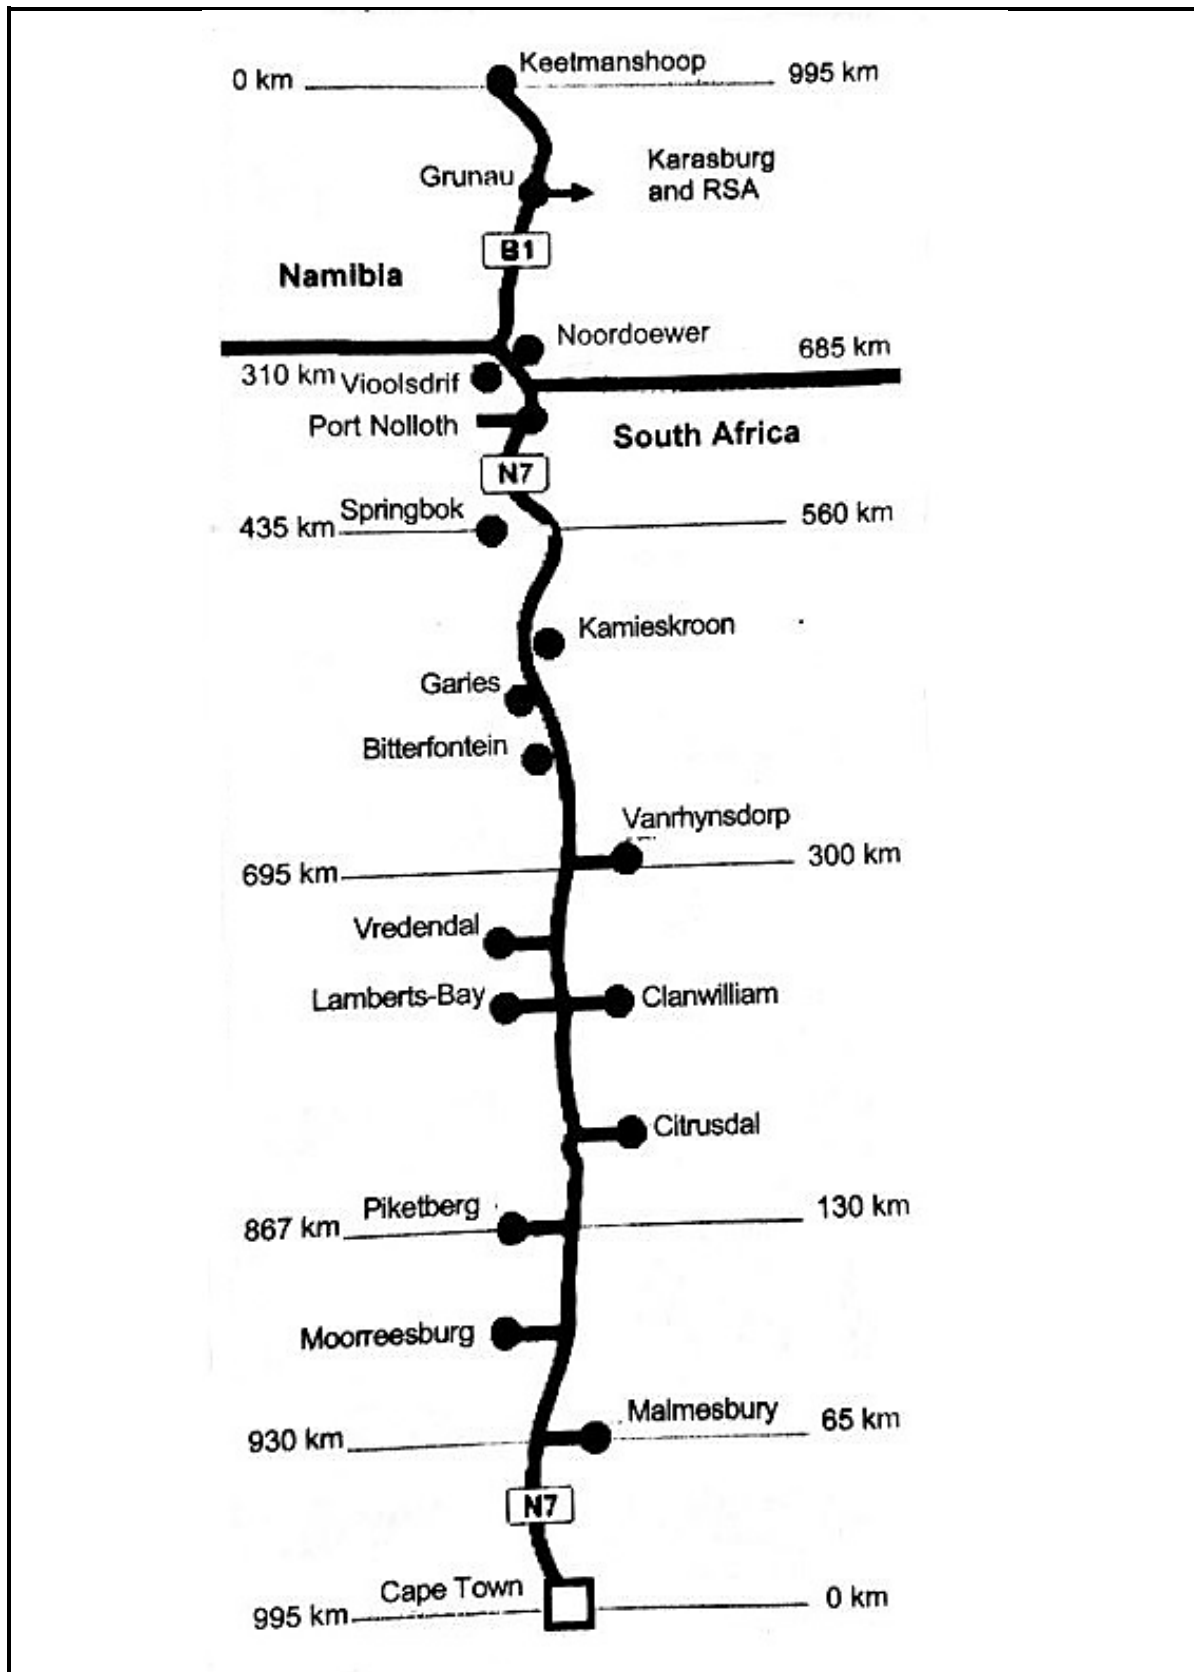 Keetmanshoop
0 km
995 km
Karasburg
and RSA
Grunau
B1
Namibia
Noordoewer
685 km
310 km
Vioolsdrif
Port Nolloth
South Africa
N7
Springbok
435 km
560 km
Kamieskroon
Garies
Bitterfontein
Vanrhynsdorp
695 km
300 km
Vredendal
Lamberts-Bay
Clanwilliam
Citrusdal
Piketberg
867 km
130 km
Moorreesburg
Malmesbury
930 km
65 km
N7
Cape Town
995 km
0 km